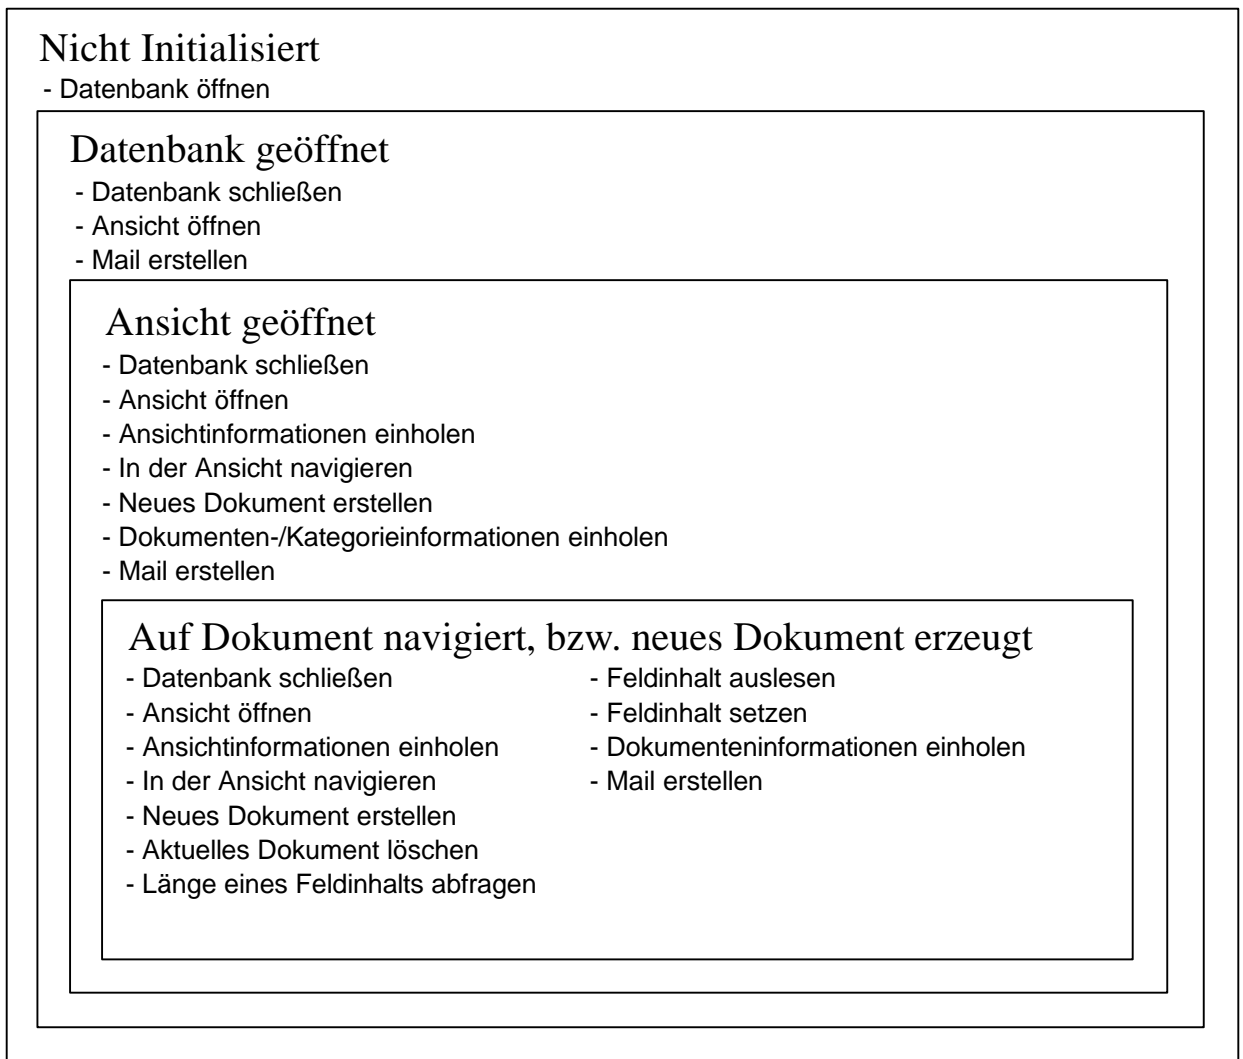 Nicht Initialisiert
- Datenbank öffnen
Datenbank geöffnet
- Datenbank schließen
- Ansicht öffnen
- Mail erstellen
Ansicht geöffnet
- Datenbank schließen
- Ansicht öffnen
- Ansichtinformationen einholen
- In der Ansicht navigieren
- Neues Dokument erstellen
- Dokumenten-/Kategorieinformationen einholen
- Mail erstellen
Auf Dokument navigiert, bzw. neues Dokument erzeugt
- Datenbank schließen
- Ansicht öffnen
- Ansichtinformationen einholen
- In der Ansicht navigieren
- Neues Dokument erstellen
- Aktuelles Dokument löschen
- Länge eines Feldinhalts abfragen
- Feldinhalt auslesen
- Feldinhalt setzen
- Dokumenteninformationen einholen
- Mail erstellen